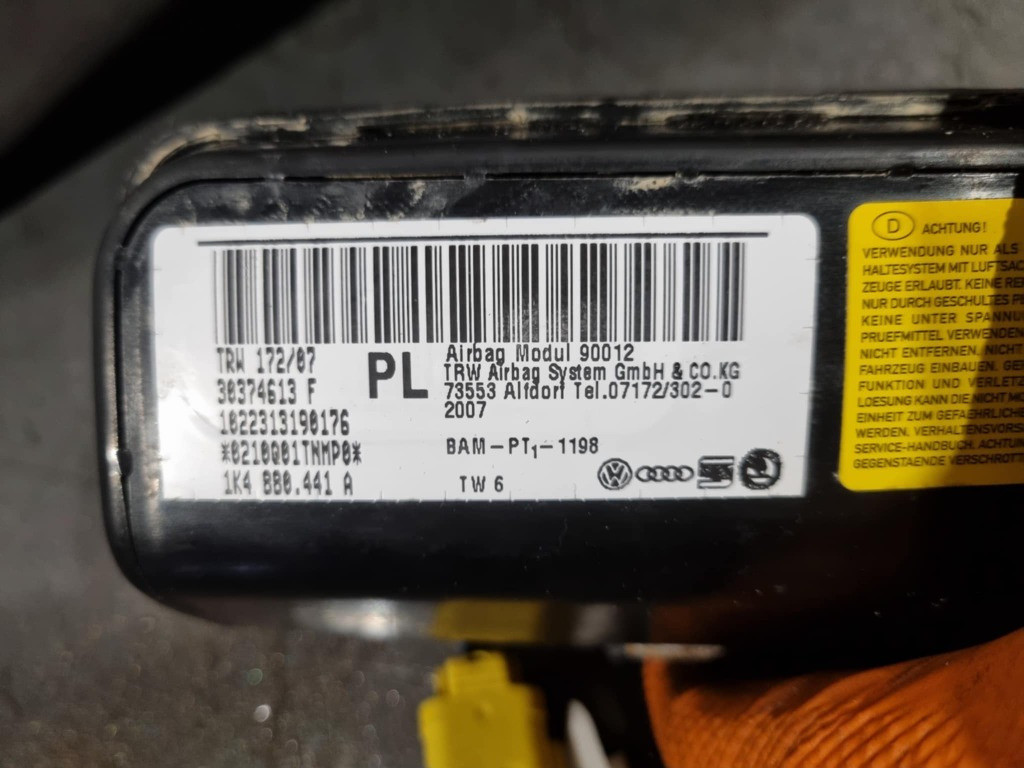 TRW 172/07
30374613 F
1022313190176
*0210Q01TWMP0*
1K4 880.441 A
PL
Airbag Modul 90012
TRW Airbag System GmbH & CO.KG
73553 Alfdorf Tel.07172/302-0
2007
BAM-PT1-1198
TW 6
D ACHTUNG!
VERWENDUNG NUR ALS
HALTESYSTEM MIT LUFTSAC
ZEUGE ERLAUBT. KEINE RE
NUR DURCH GESCHULTES P
KEINE UNTER SPANNU
PRUEFMITTEL VERWENDEN
NICHT ENTFERNEN, NICHT
FAHRZEUG EINBAUEN. GE
FUNKTION UND VERLETZ
LOESUNG KANN DIE NICHT MO
EINHEIT ZUM GEFAEHRLICHE
WERDEN. VERHALTENSVORS
SERVICE-HANDBUCH. ACHTUN
GEGENSTAENDE VERSCHROTT